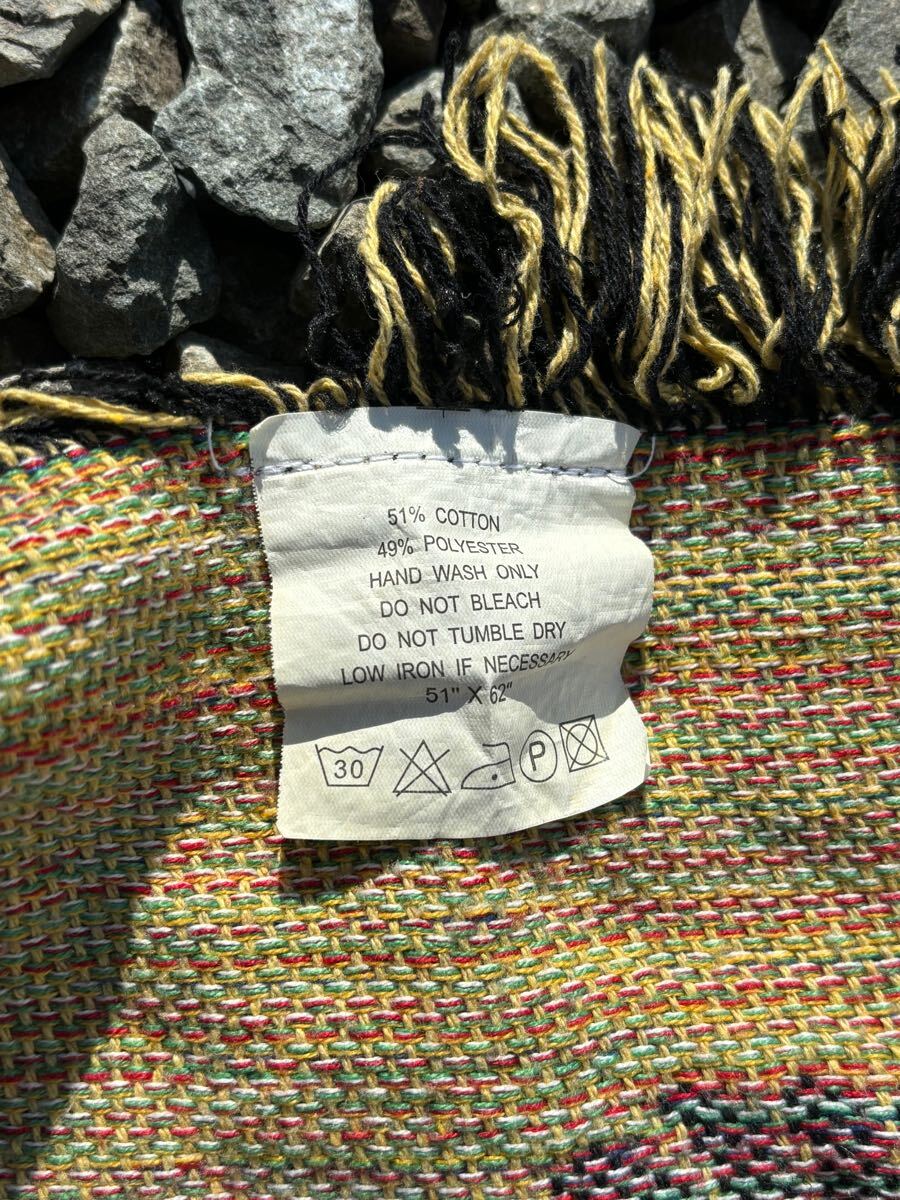 51% COTTON
49% POLYESTER
HAND WASH ONLY
DO NOT BLEACH
DO NOT TUMBLE DRY
LOW IRON IF NECESSARY
51" X 62"
30 P